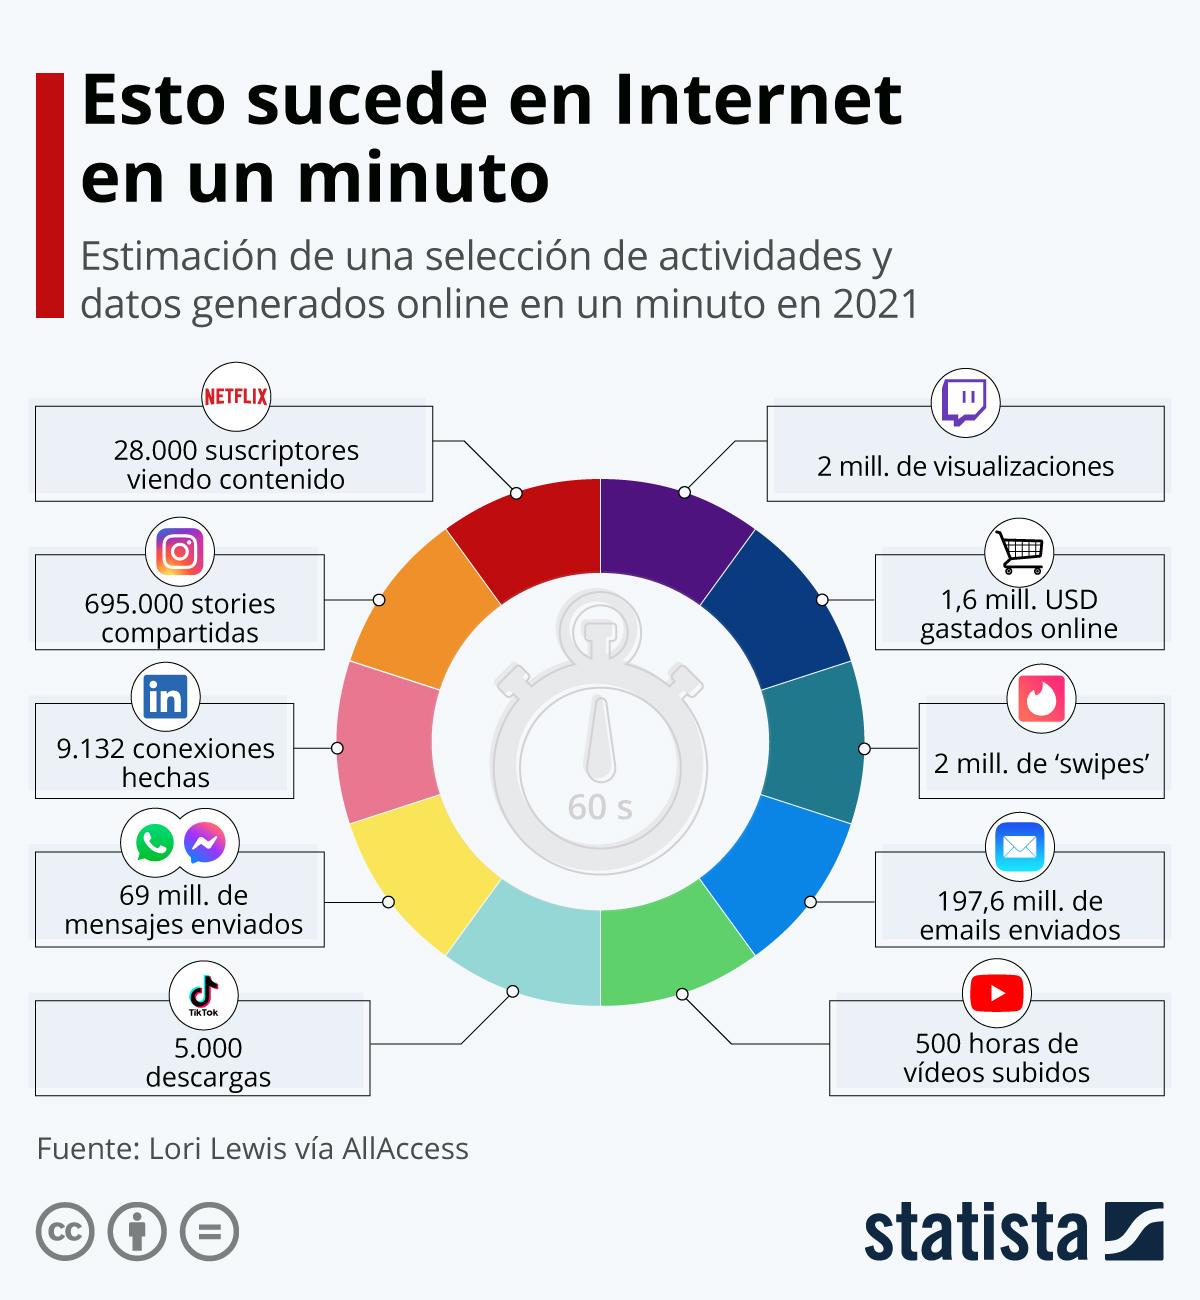 Esto sucede en Internet
en un minuto
Estimación de una selección de actividades y
datos generados online en un minuto en 2021
NETFLIX
28.000 suscriptores
viendo contenido
2 mill. de visualizaciones
695.000 stories
compartidas
1,6 mill. USD
gastados online
in
9.132 conexiones
hechas
2 mill. de ‘swipes’
60 s
69 mill. de
mensajes enviados
197,6 mill. de
emails enviados
TikTok
5.000
descargas
500 horas de
vídeos subidos
Fuente: Lori Lewis vía AllAccess
cc
statista